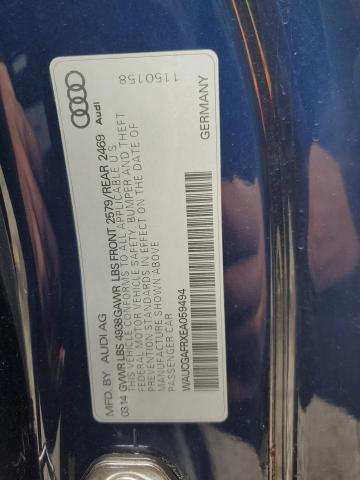 MFD. BY AUDI AG
03.14 GVWR LBS 4938 GAWR LBS FRONT 2579/REAR 2469
THIS VEHICLE CONFORMS TO ALL APPLICABLE U.S.
FEDERAL MOTOR VEHICLE SAFETY, BUMPER AND THEFT
PREVENTION STANDARDS IN EFFECT ON THE DATE OF
MANUFACTURE SHOWN ABOVE
PASSENGER CAR
WAUCGAFRXEA059494
GERMANY
Audi
1150158